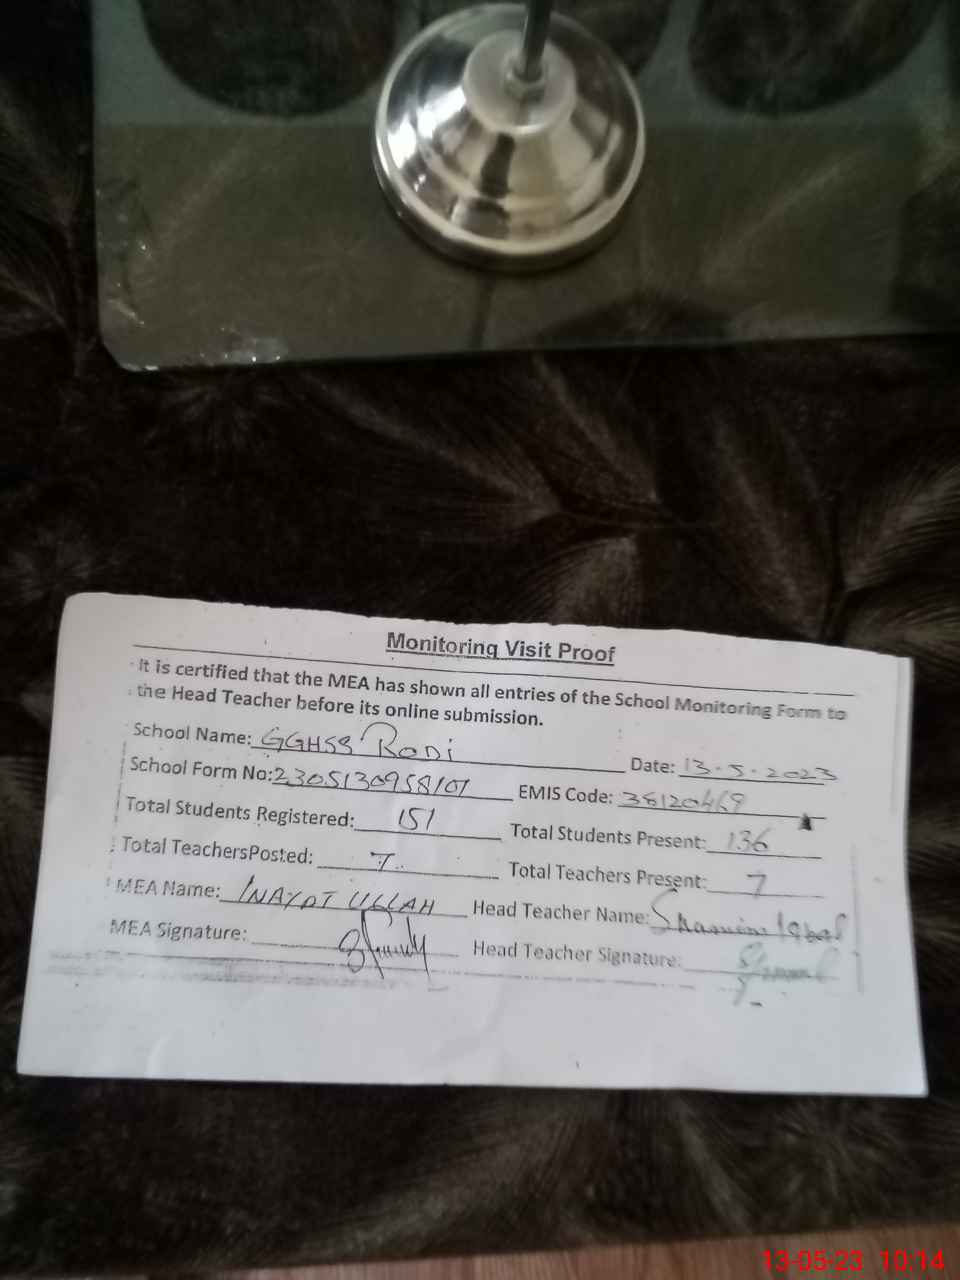 Monitoring Visit Proof
It is certified that the MEA has shown all entries of the School Monitoring Form to
the Head Teacher before its online submission.
School Name: GGHSS Rodi Date: 13-5-2023
School Form No: 2305130958101 EMIS Code: 38120469
Total Students Registered: 151 Total Students Present: 136
Total TeachersPosted: 7 Total Teachers Present: 7
MEA Name: INAYAT ULLAH Head Teacher Name: Shamim Iqbal
MEA Signature: Head Teacher Signature:
13-05-23 10:14